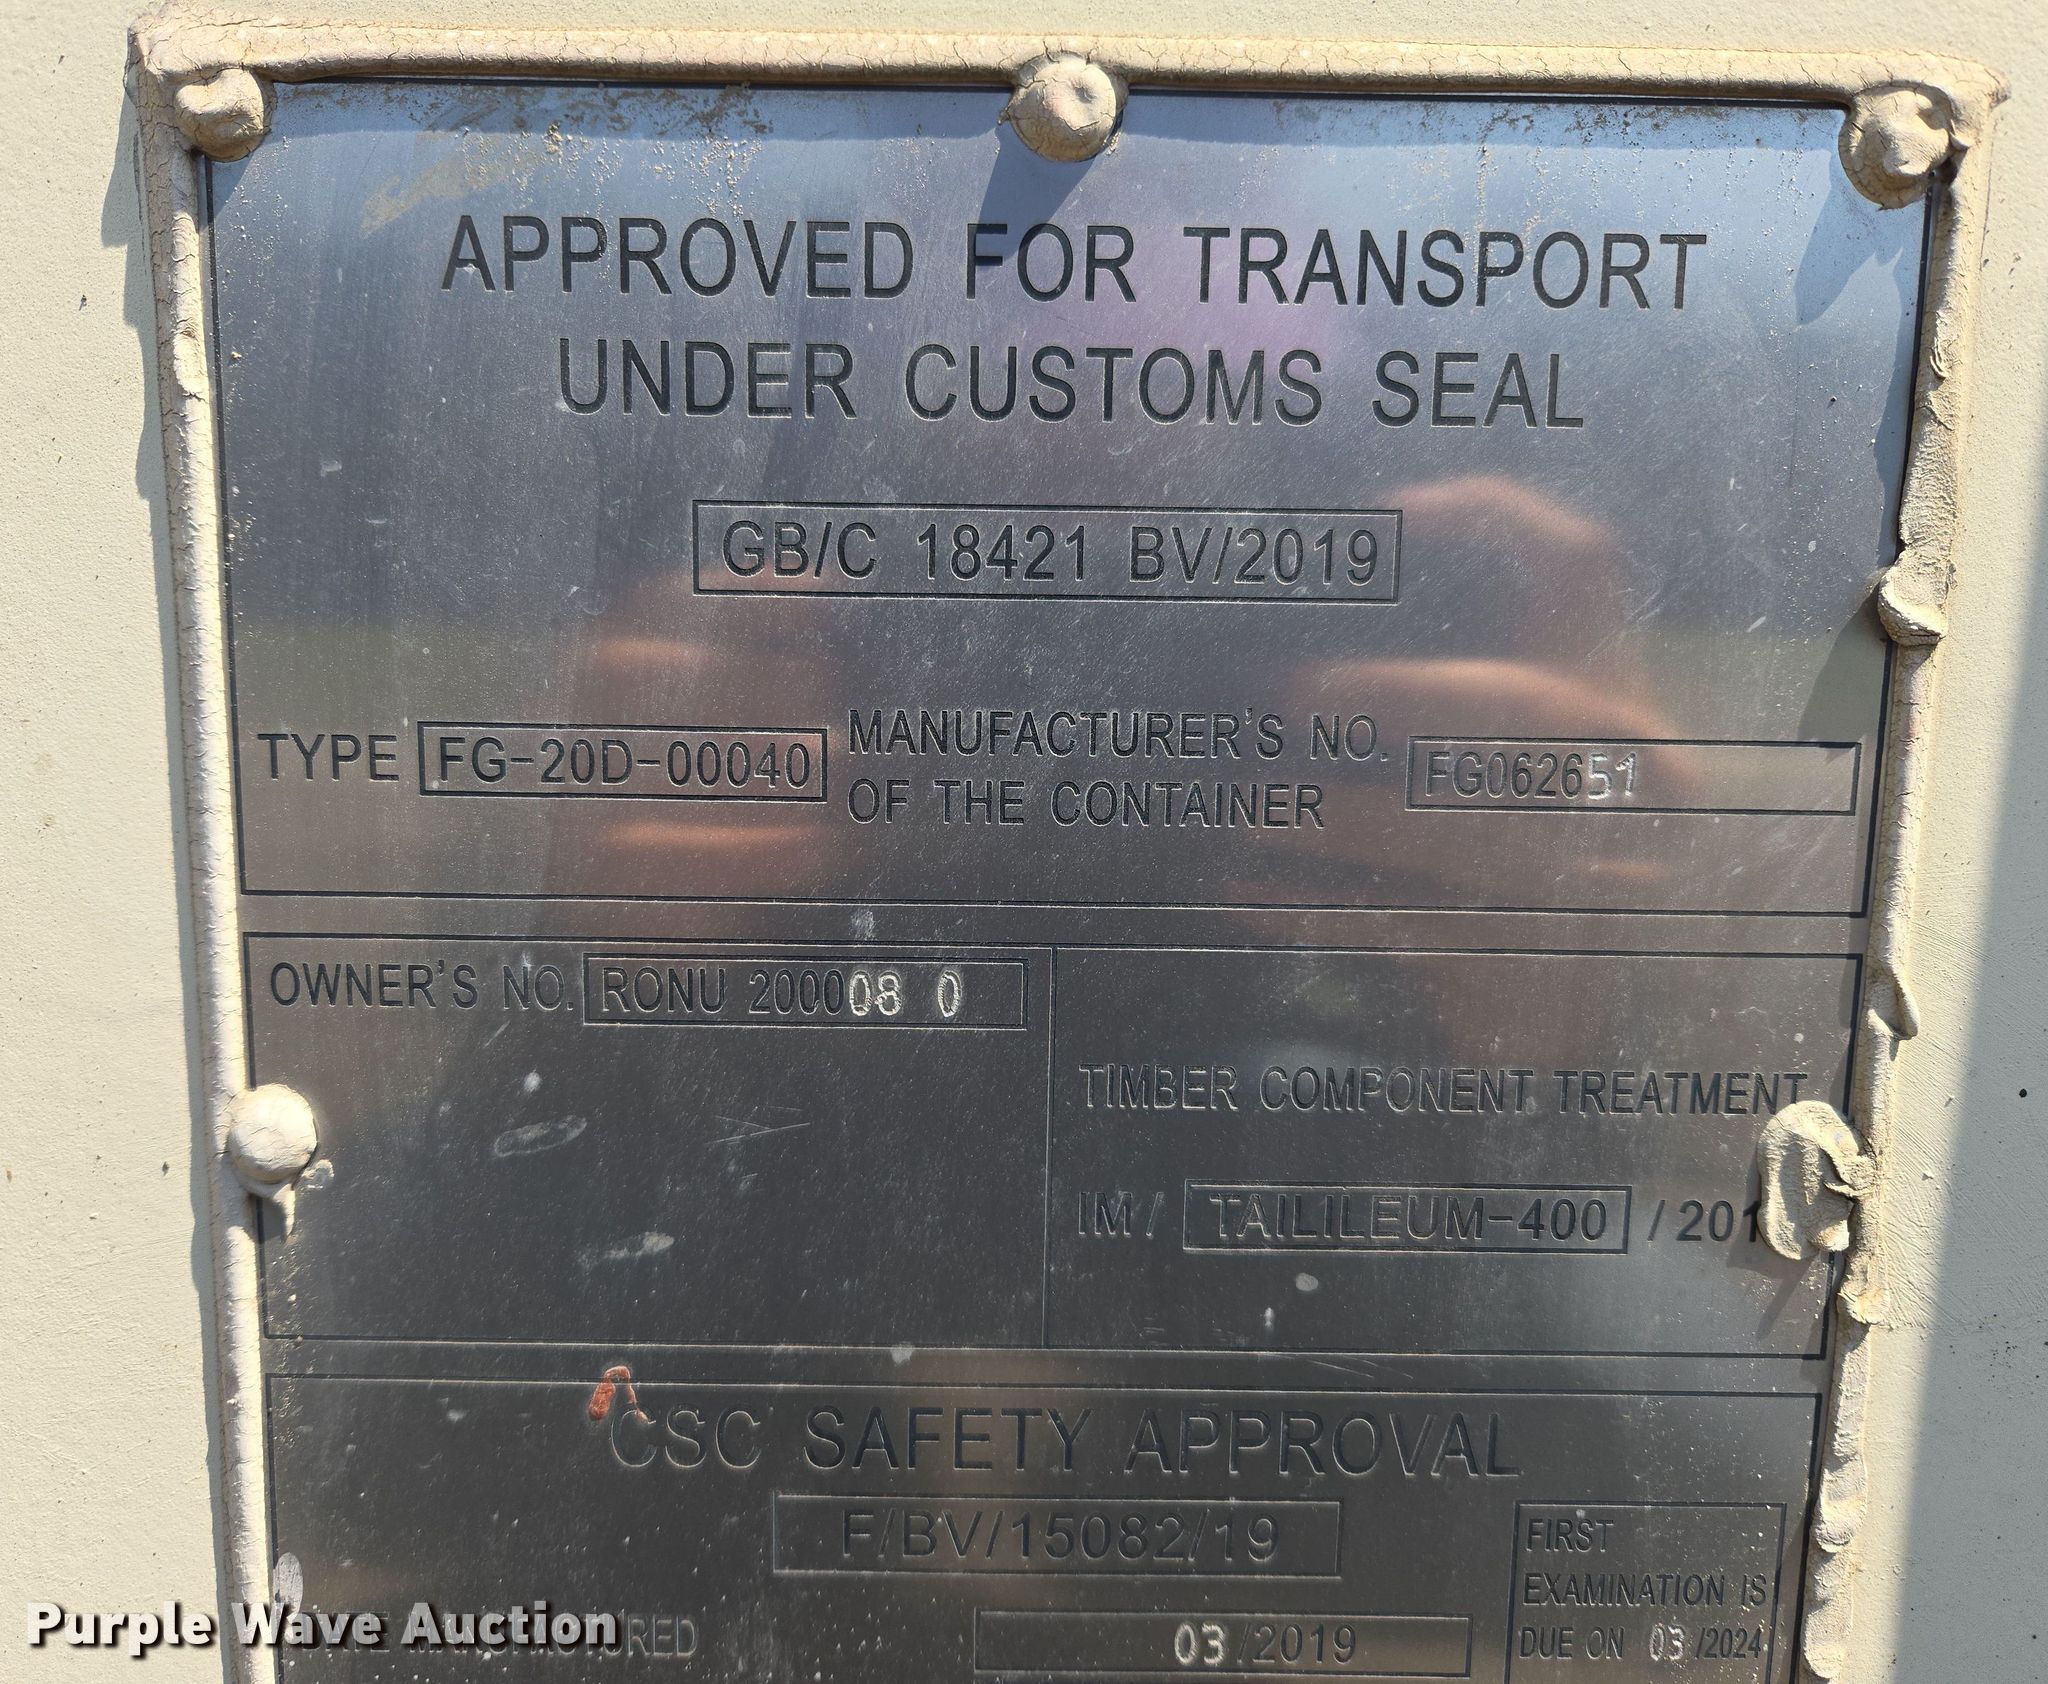 APPROVED FOR TRANSPORT
UNDER CUSTOMS SEAL
GB/C 18421 BV/2019
TYPE FG-20D-00040 MANUFACTURER'S NO. OF THE CONTAINER FG062651
OWNER'S NO. RONU 200008 0
TIMBER COMPONENT TREATMENT
IM / TAILILEUM-400 / 201
CSC SAFETY APPROVAL
F/BV/15082/19
DATE MANUFACTURED 03/2019
FIRST
EXAMINATION IS
DUE ON 03/2024
Purple Wave Auction